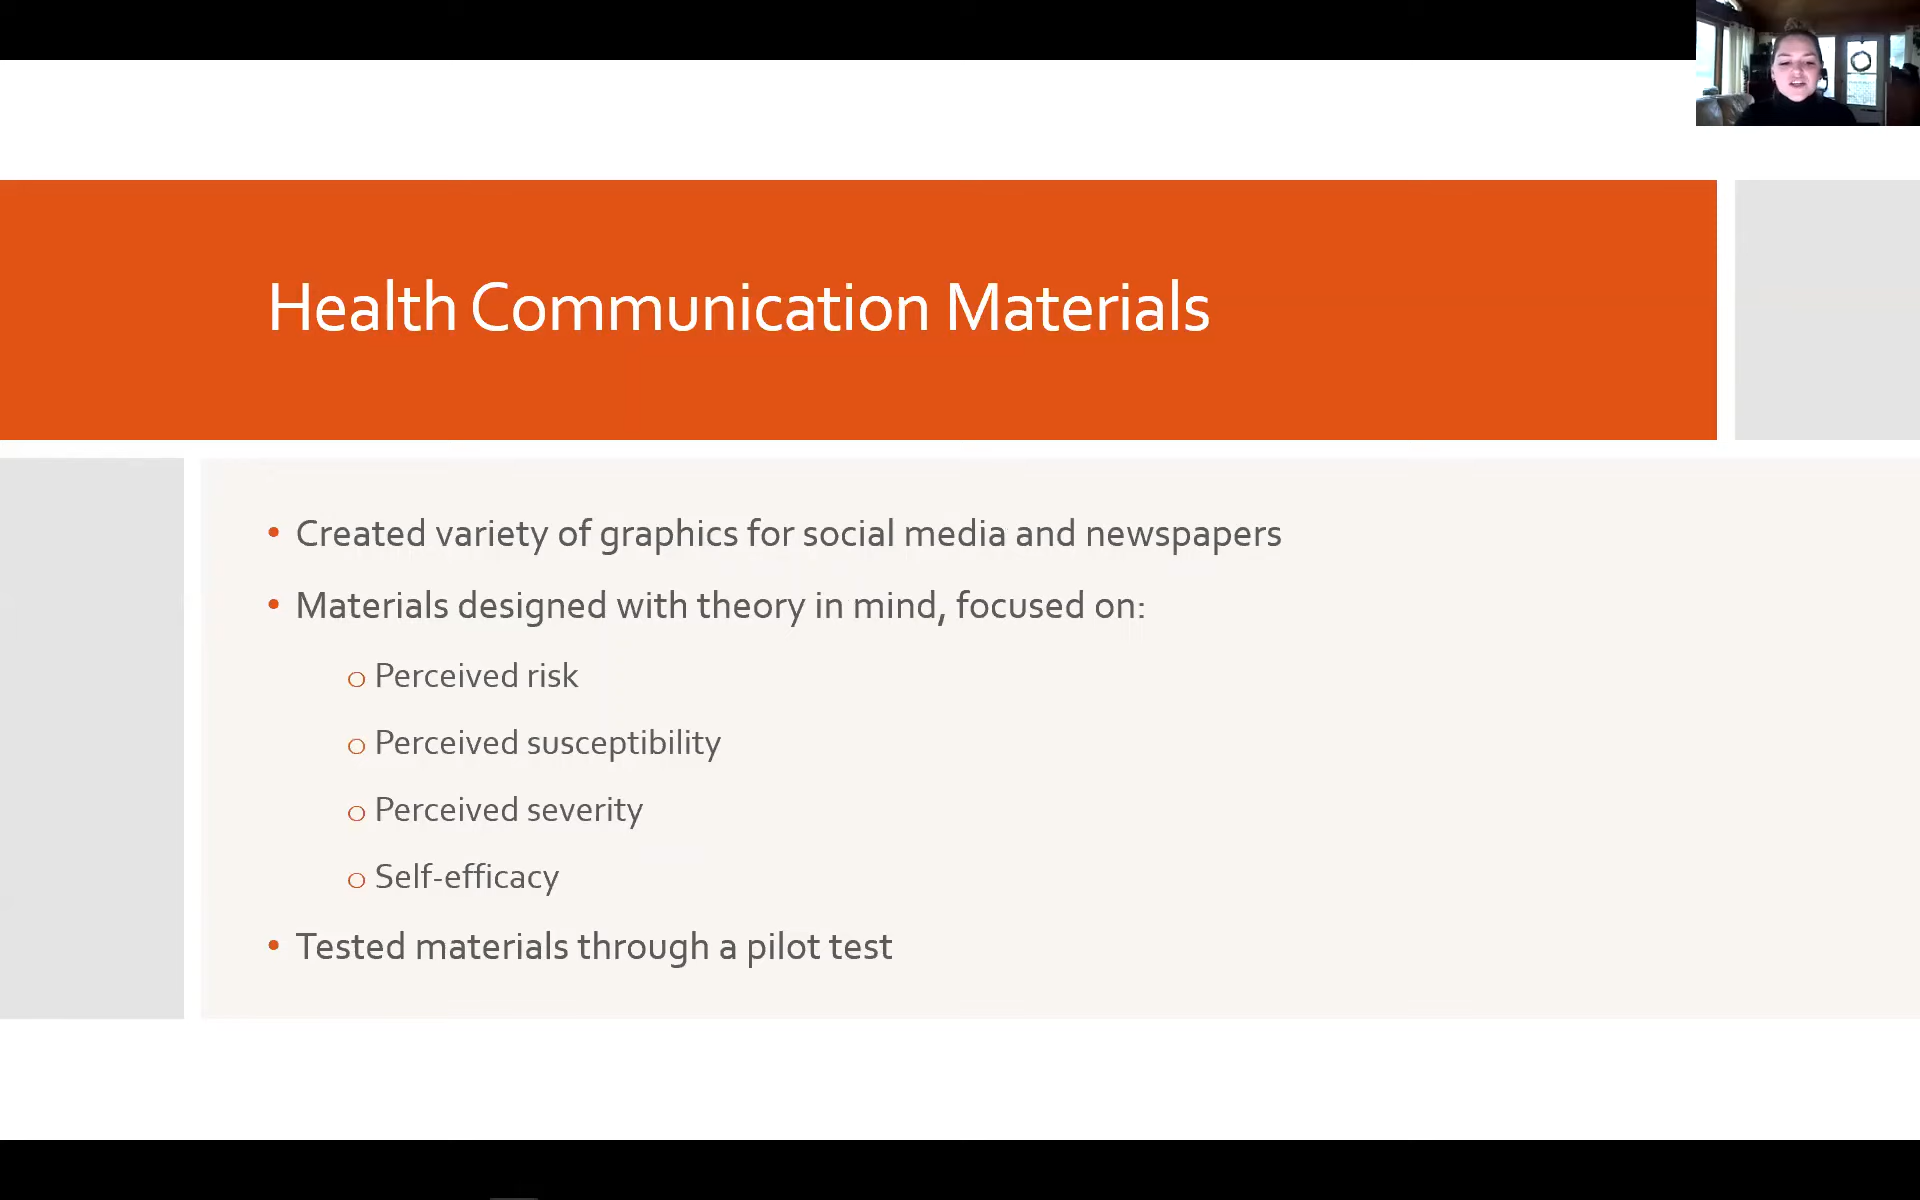 Health Communication Materials
• Created variety of graphics for social media and newspapers
• Materials designed with theory in mind, focused on:
o Perceived risk
o Perceived susceptibility
o Perceived severity
o Self-efficacy
• Tested materials through a pilot test